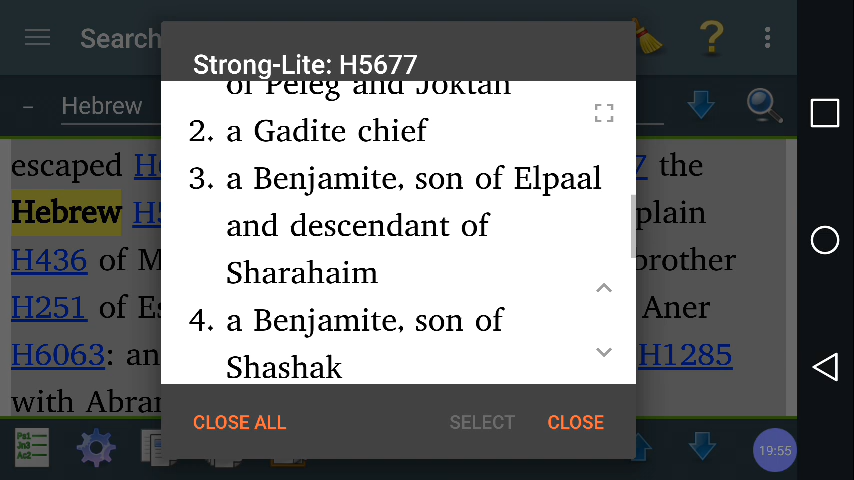 Search
Strong-Lite: H5677
?
- Hebrew
of Peleg and Joktan
2. a Gadite chief
3. a Benjamite, son of Elpaal
and descendant of
Sharahaim
4. a Benjamite, son of
Shashak
escaped the
Hebrew plain
H436 of brother
H251 of Aner
H6063: H1285
with
CLOSE ALL SELECT CLOSE
19:55